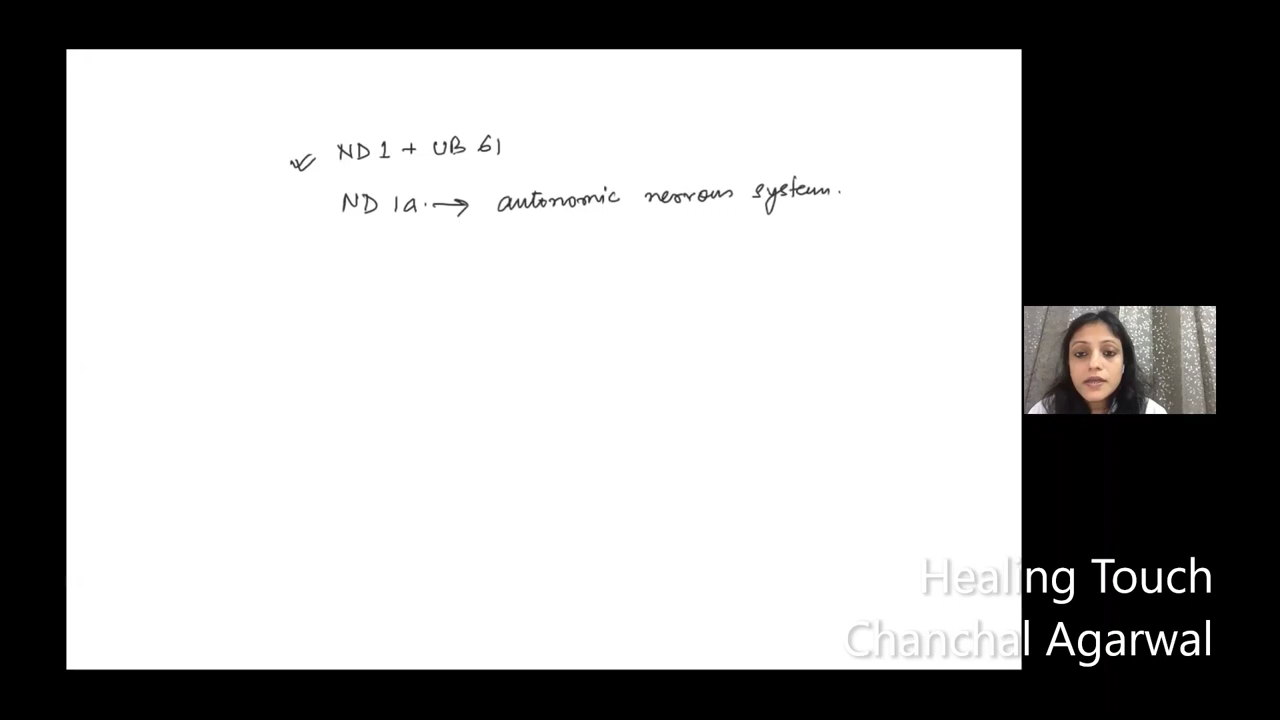 ND 1 + UB 61
ND 1a. → autonomic nervous system.
Healing Touch
Chanchal Agarwal